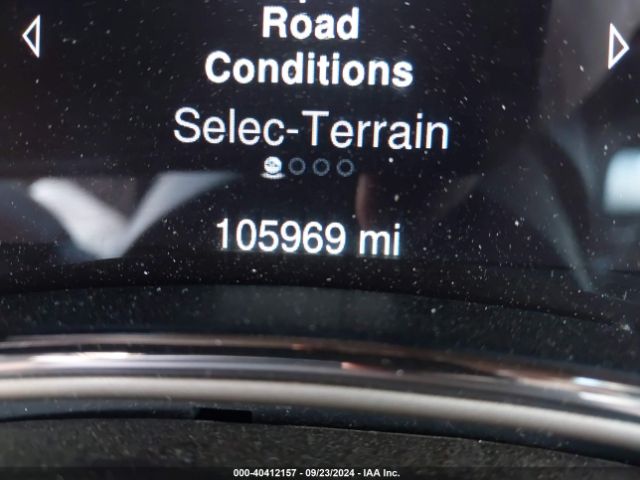 Road
Conditions
Selec-Terrain
105969 mi
000-40412157 - 09/23/2024 - IAA Inc.